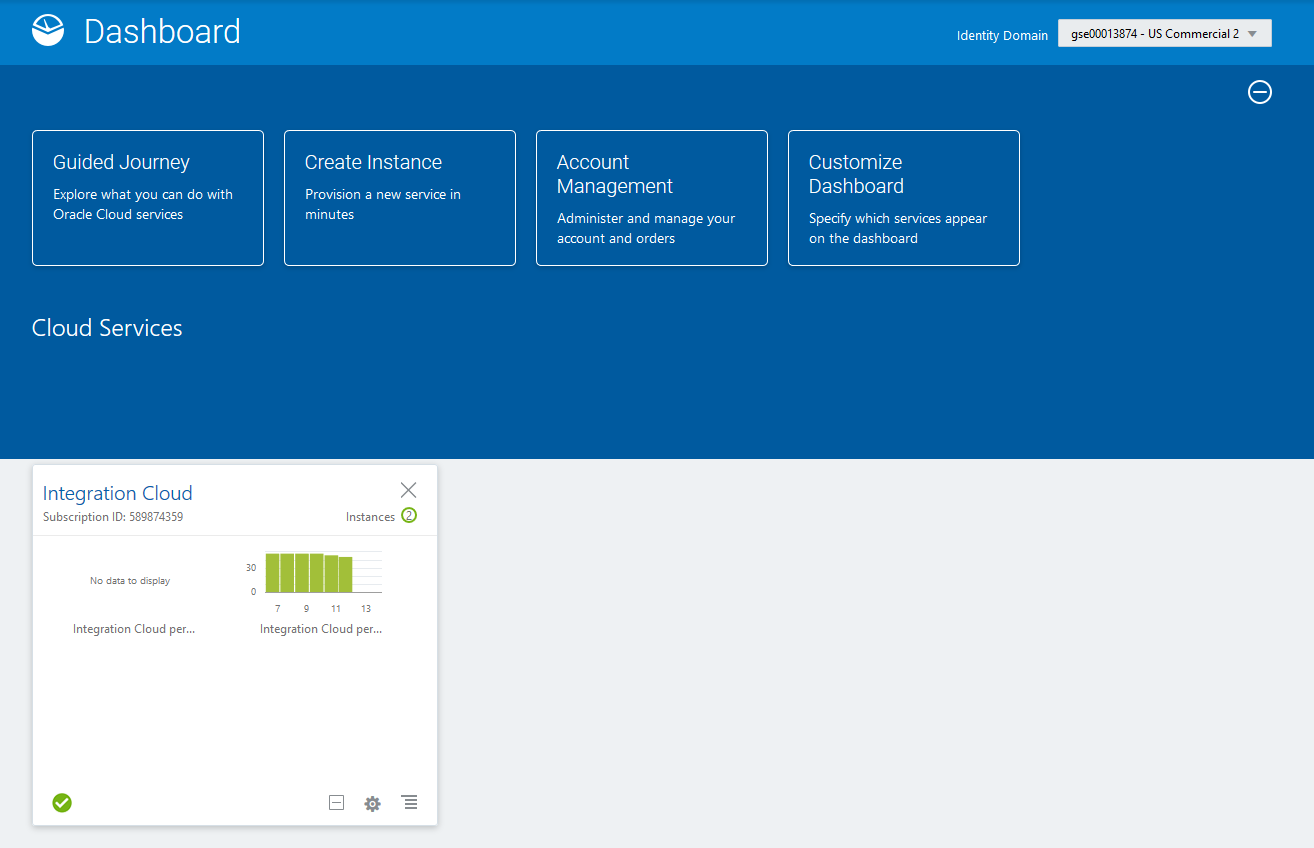 Dashboard
Identity Domain
gse00013874 - US Commercial 2
Guided Journey
Explore what you can do with
Oracle Cloud services
Create Instance
Provision a new service in
minutes
Account
Management
Administer and manage your
account and orders
Customize
Dashboard
Specify which services appear
on the dashboard
Cloud Services
Integration Cloud
Subscription ID: 589874359
Instances 2
No data to display
Integration Cloud per...
30
0
7 9 11 13
Integration Cloud per...